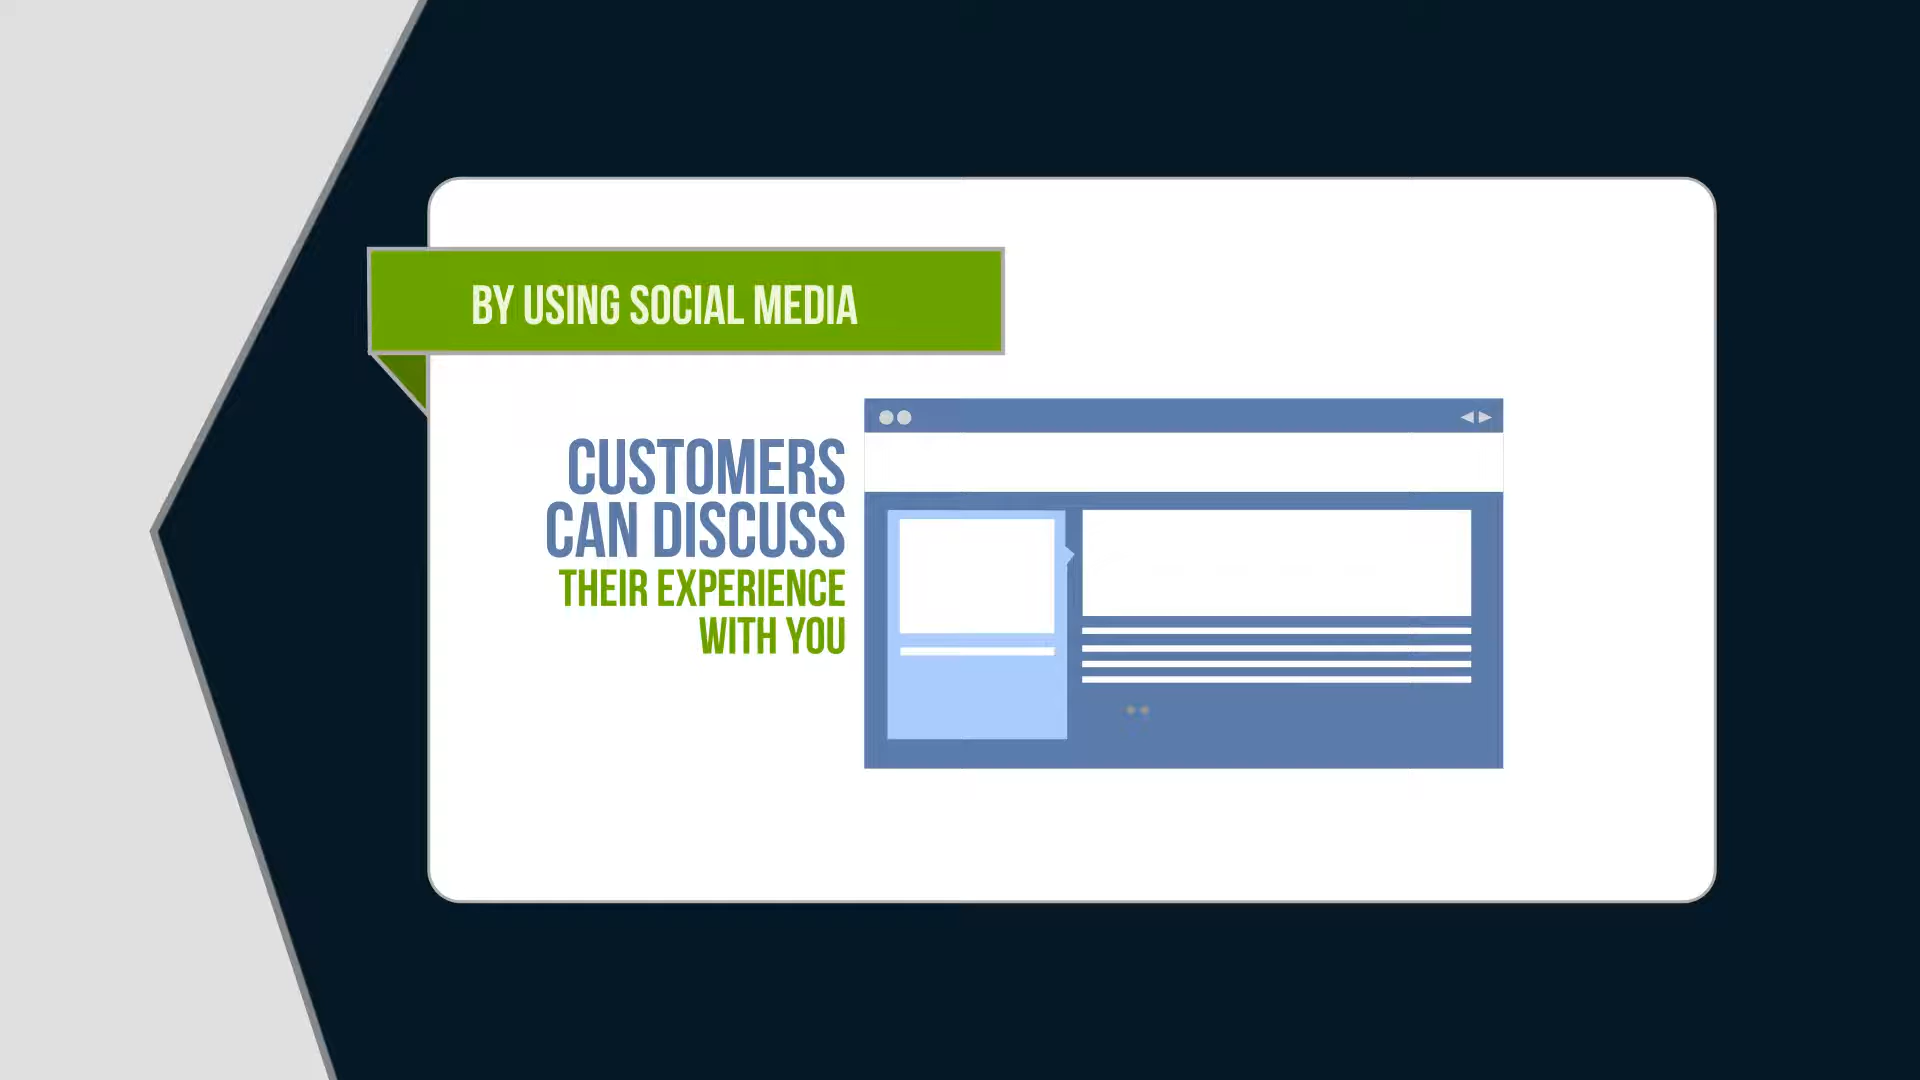 BY USING SOCIAL MEDIA
CUSTOMERS
CAN DISCUSS
THEIR EXPERIENCE
WITH YOU